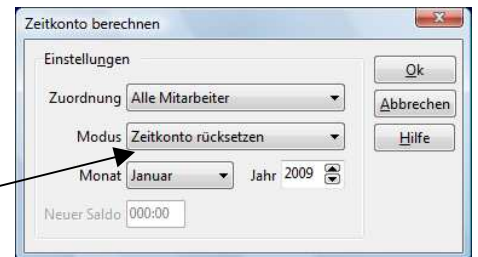 Zeitkonto berechnen
Einstellungen
Ok
Zuordnung Alle Mitarbeiter
Abbrechen
Modus Zeitkonto rücksetzen
Hilfe
Monat Januar Jahr 2009
Neuer Saldo 000:00